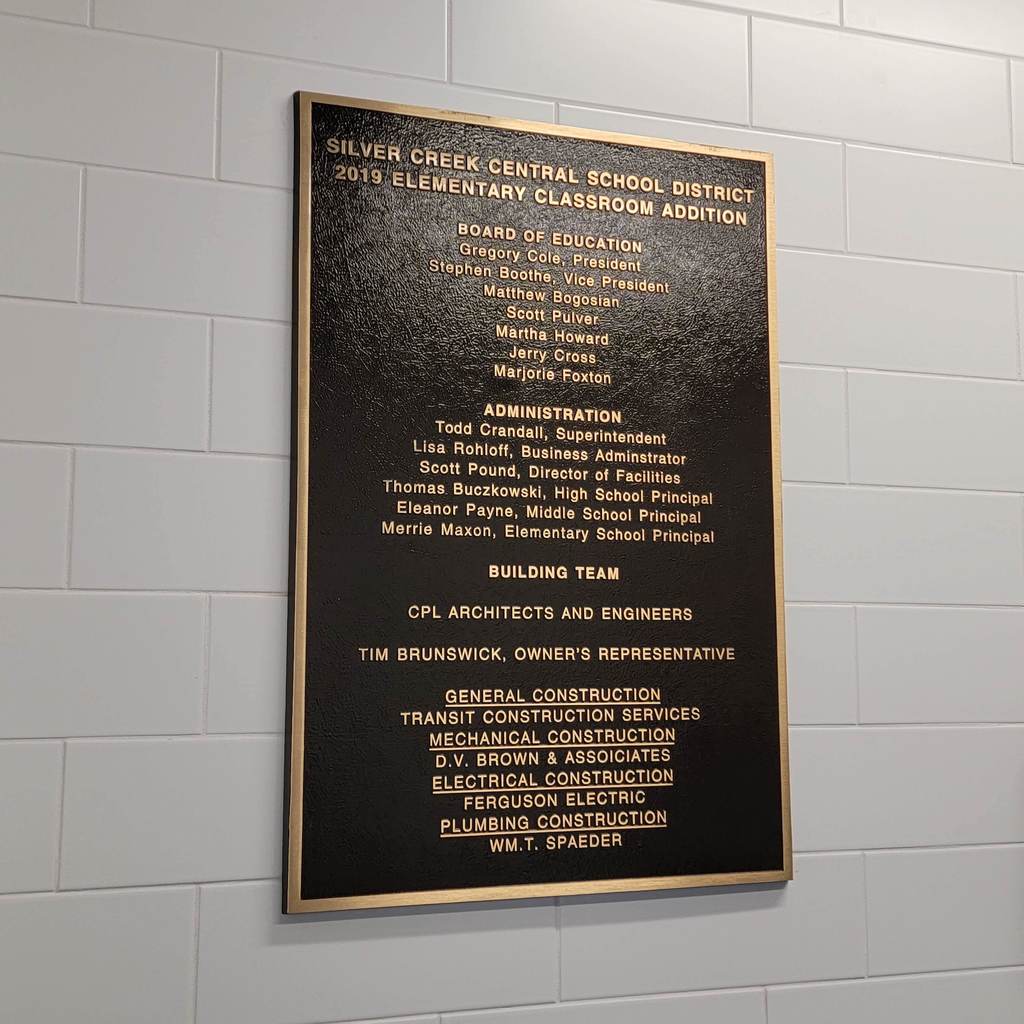 SILVER CREEK CENTRAL SCHOOL DISTRICT
2019 ELEMENTARY CLASSROOM ADDITION
BOARD OF EDUCATION
Gregory Cole, President
Stephen Boothe, Vice President
Matthew Bogosian
Scott Pulver
Martha Howard
Jerry Cross
Marjorie Foxton
ADMINISTRATION
Todd Crandall, Superintendent
Lisa Rohloff, Business Adminstrator
Scott Pound, Director of Facilities
Thomas Buczkowski, High School Principal
Eleanor Payne, Middle School Principal
Merrie Maxon, Elementary School Principal
BUILDING TEAM
CPL ARCHITECTS AND ENGINEERS
TIM BRUNSWICK, OWNER'S REPRESENTATIVE
GENERAL CONSTRUCTION
TRANSIT CONSTRUCTION SERVICES
MECHANICAL CONSTRUCTION
D.V. BROWN & ASSOICIATES
ELECTRICAL CONSTRUCTION
FERGUSON ELECTRIC
PLUMBING CONSTRUCTION
WM.T. SPAEDER